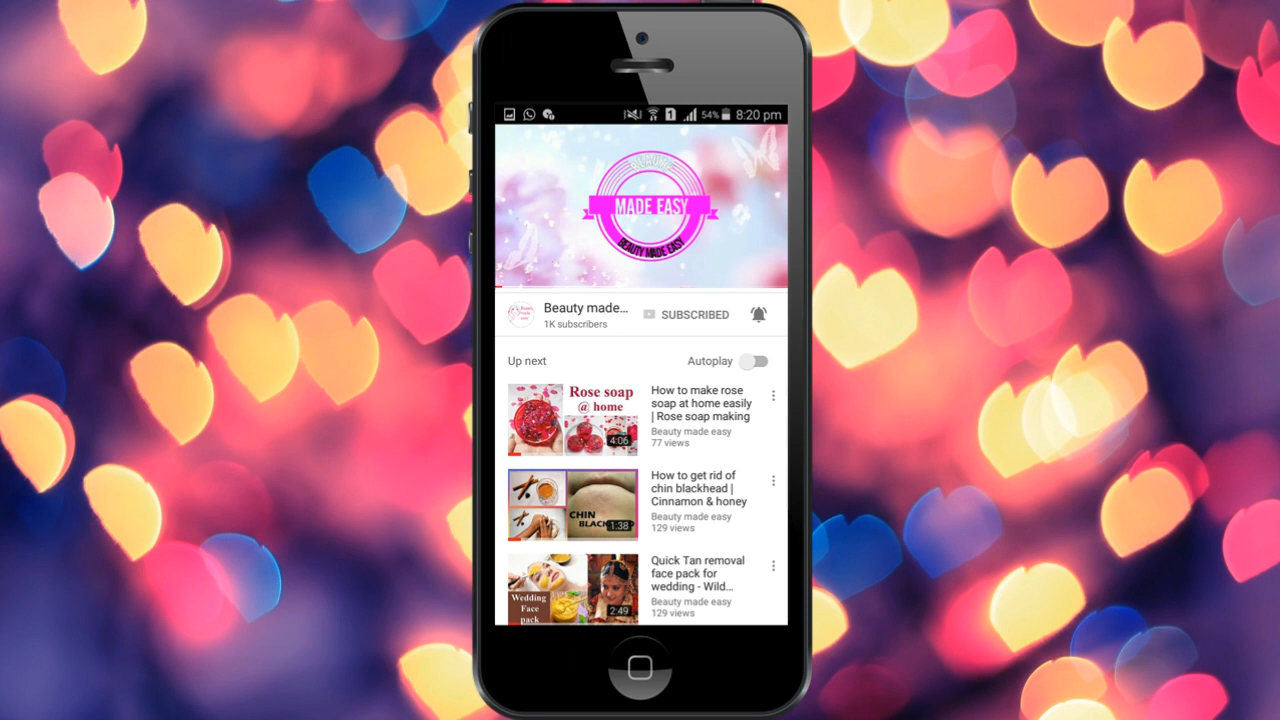 54% 8:20 pm
BEAUTY
MADE EASY
BEAUTY MADE EASY
Beauty made...
SUBSCRIBED
1K subscribers
Up next
Autoplay
Rose soap
@ home
4:06
How to make rose
soap at home easily
| Rose soap making
Beauty made easy
77 views
CHIN
1:38
How to get rid of
chin blackhead |
Cinnamon & honey
Beauty made easy
129 views
Wedding
Face
pack
2:49
Quick Tan removal
face pack for
wedding - Wild...
Beauty made easy
129 views